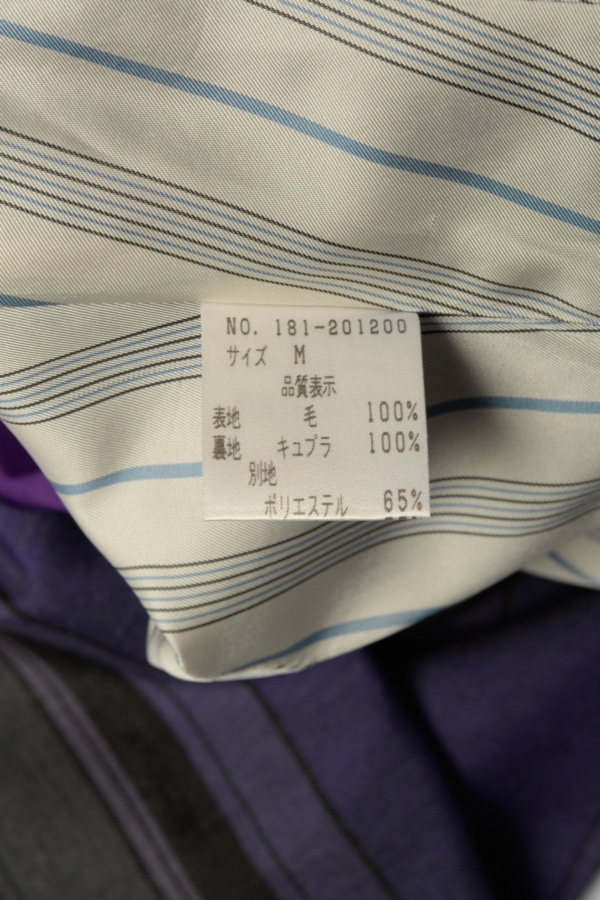 NO. 181-201200
サイズ M
品質表示
表地 毛 100%
裏地 キュプラ 100%
別地
ポリエステル 65%